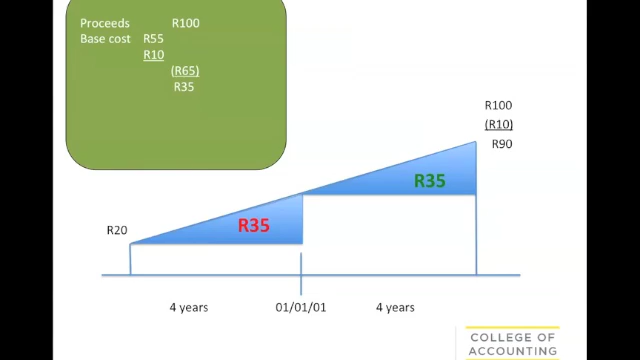 Proceeds R100
Base cost R55
R10
(R65)
R35
R100
(R10)
R90
R35
R35
R20
4 years 01/01/01 4 years
COLLEGE OF
ACCOUNTING